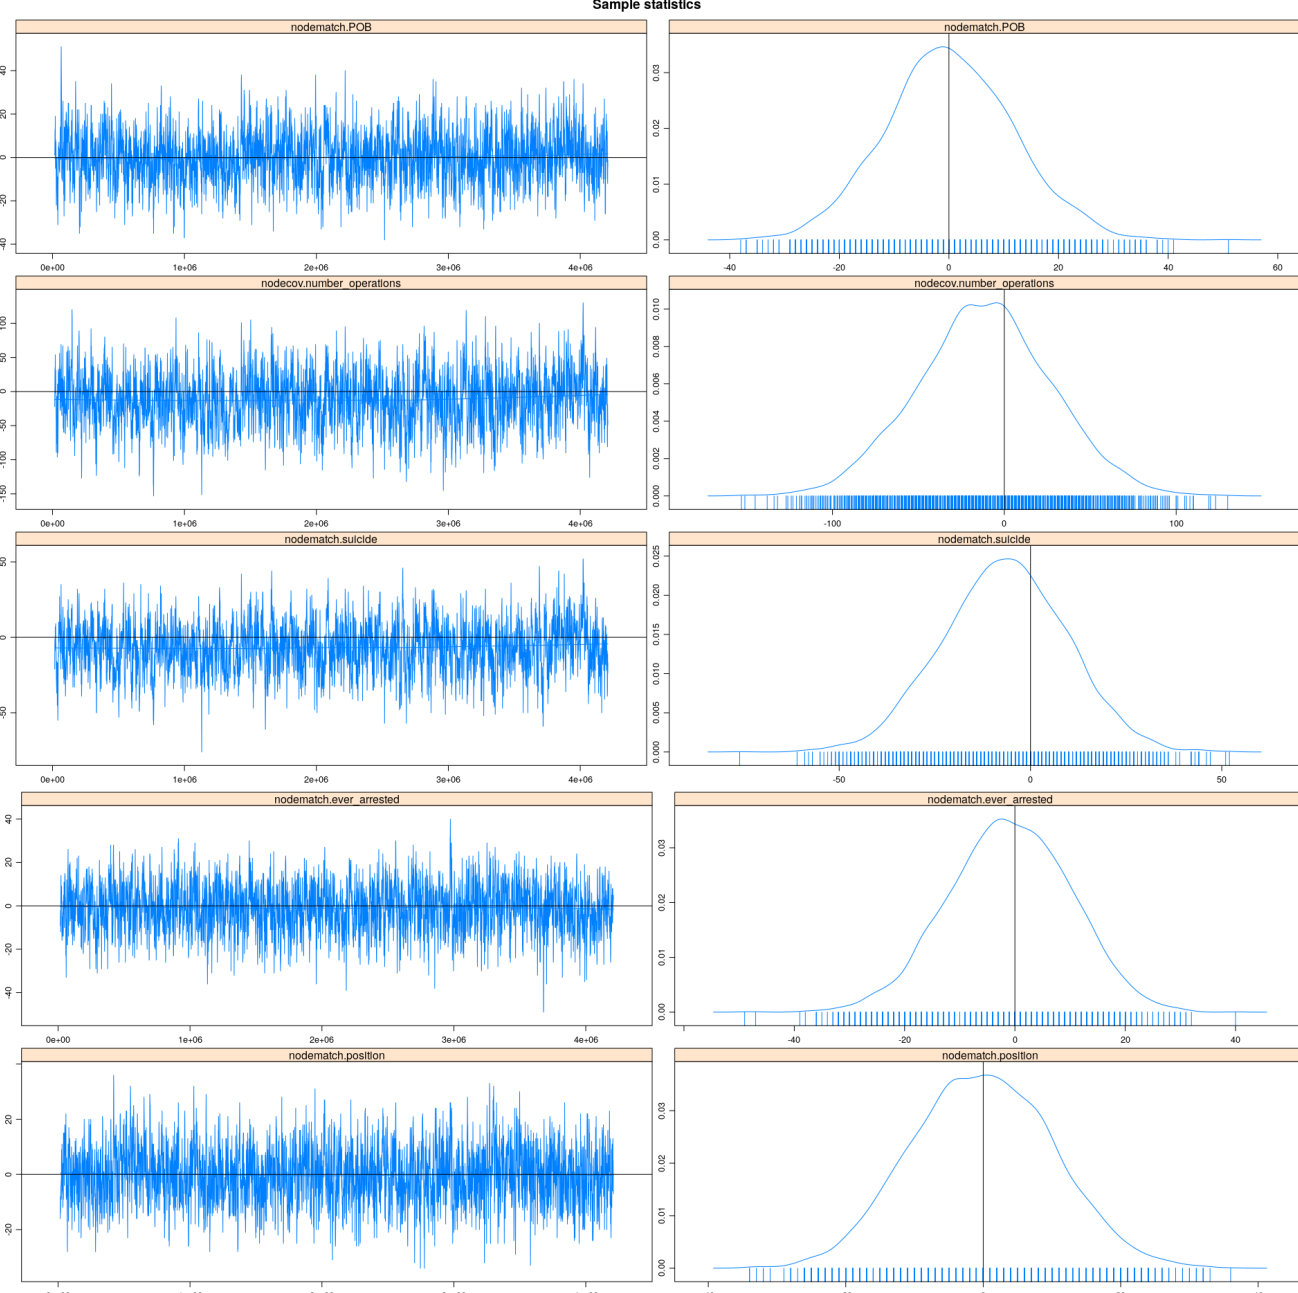 Sample statistics
nodematch.POB
nodematch.POB
40
20
0
-20
-40
0e+00 1e+06 2e+06 3e+06 4e+06
0.03
0.02
0.01
0.00
-40 -20 0 20 40 60
nodecov.number_operations
nodecov.number_operations
100
50
0
-50
-100
-150
0e+00 1e+06 2e+06 3e+06 4e+06
0.010
0.008
0.006
0.004
0.002
0.000
-100 0 100
nodematch.suicide
nodematch.suicide
50
0
-50
0e+00 1e+06 2e+06 3e+06 4e+06
0.025
0.020
0.015
0.010
0.005
0.000
-50 0 50
nodematch.ever_arrested
nodematch.ever_arrested
40
20
0
20
40
0e+00 1e+06 2e+06 3e+06 4e+06
0.03
0.02
0.01
0.00
-40 -20 0 20 40
nodematch.position
nodematch.position
20
0
20
0.03
0.02
0.01
0.00